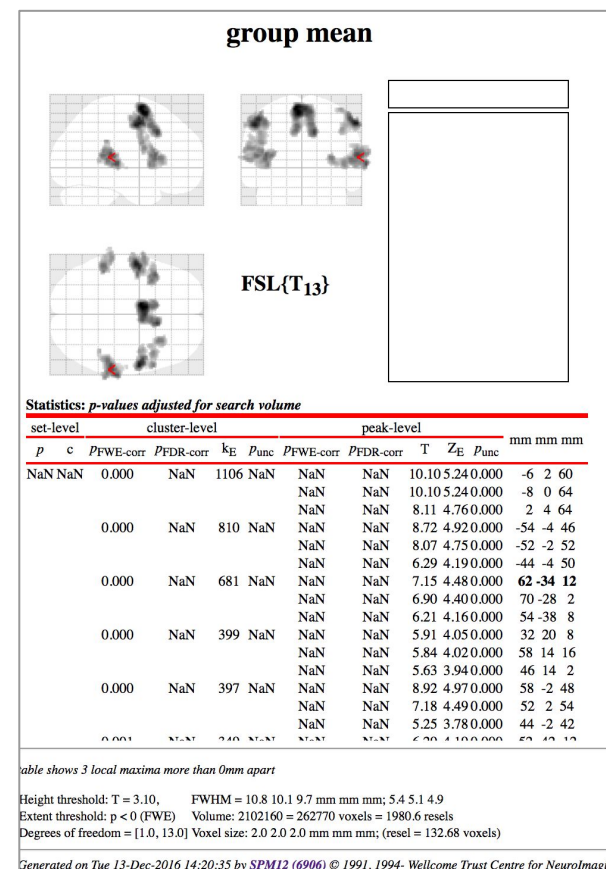 group mean
FSL{T13}
Statistics: p-values adjusted for search volume
set-level cluster-level peak-level mm mm mm
p c pFWE-corr pFDR-corr kE punc pFWE-corr pFDR-corr T ZE punc
NaN NaN 0.000 NaN 1106 NaN NaN NaN 10.10 5.24 0.000 -6 2 60
NaN NaN 10.10 5.24 0.000 -8 0 64
NaN NaN 8.11 4.76 0.000 2 4 64
0.000 NaN 810 NaN NaN NaN 8.72 4.92 0.000 -54 -4 46
NaN NaN 8.07 4.75 0.000 -52 -2 52
NaN NaN 6.29 4.19 0.000 -44 -4 50
0.000 NaN 681 NaN NaN NaN 7.15 4.48 0.000 62 -34 12
NaN NaN 6.90 4.40 0.000 70 -28 2
NaN NaN 6.21 4.16 0.000 54 -38 8
0.000 NaN 399 NaN NaN NaN 5.91 4.05 0.000 32 20 8
NaN NaN 5.84 4.02 0.000 58 14 16
NaN NaN 5.63 3.94 0.000 46 14 2
0.000 NaN 397 NaN NaN NaN 8.92 4.97 0.000 58 -2 48
NaN NaN 7.18 4.49 0.000 52 2 54
NaN NaN 5.25 3.78 0.000 44 -2 42
able shows 3 local maxima more than 0mm apart
Height threshold: T = 3.10, FWHM = 10.8 10.1 9.7 mm mm mm; 5.4 5.1 4.9
Extent threshold: p < 0 (FWE) Volume: 2102160 = 262770 voxels = 1980.6 resels
Degrees of freedom = [1.0, 13.0] Voxel size: 2.0 2.0 2.0 mm mm mm; (resel = 132.68 voxels)
Generated on Tue 13-Dec-2016 14:20:35 by SPM12 (6906) © 1991, 1994- Wellcome Trust Centre for NeuroImagi